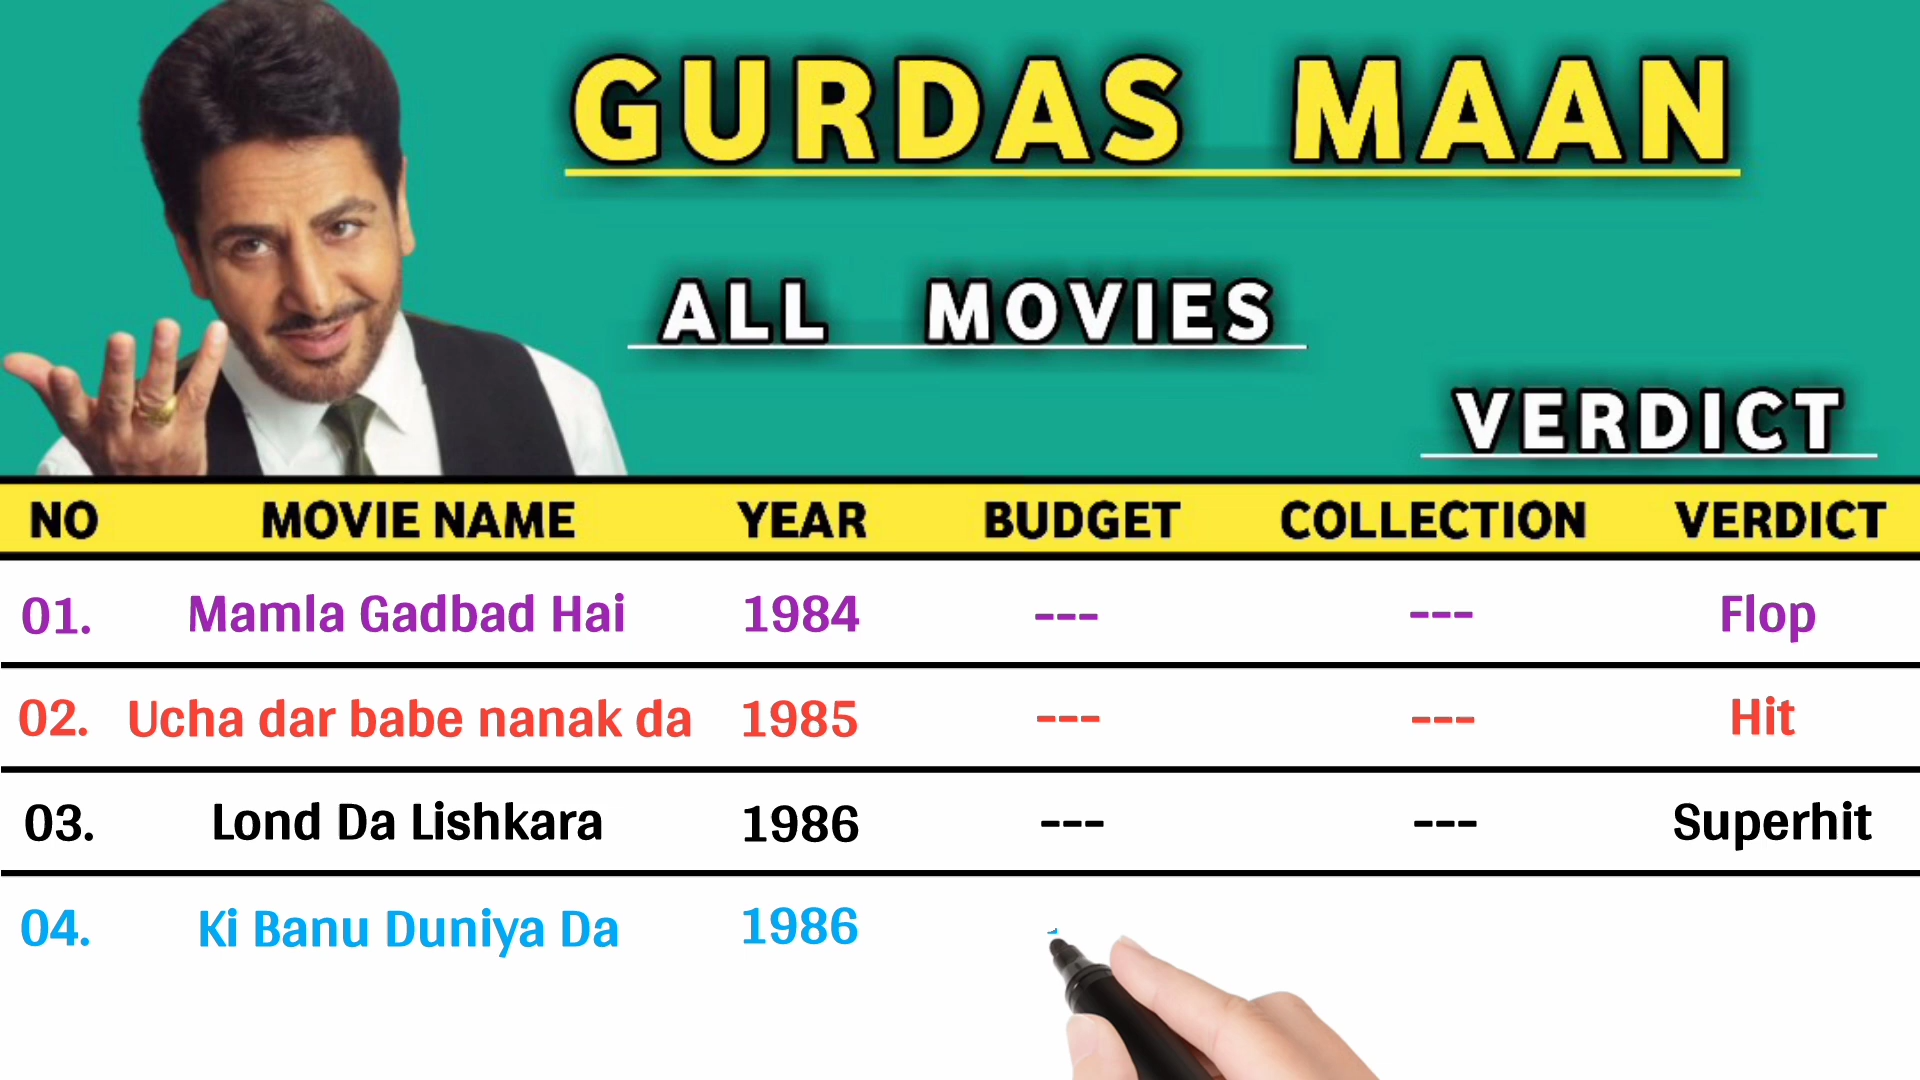 GURDAS MAAN
ALL MOVIES
VERDICT
NO MOVIE NAME YEAR BUDGET COLLECTION VERDICT
01. Mamla Gadbad Hai 1984 --- --- Flop
02. Ucha dar babe nanak da 1985 --- --- Hit
03. Lond Da Lishkara 1986 --- --- Superhit
04. Ki Banu Duniya Da 1986